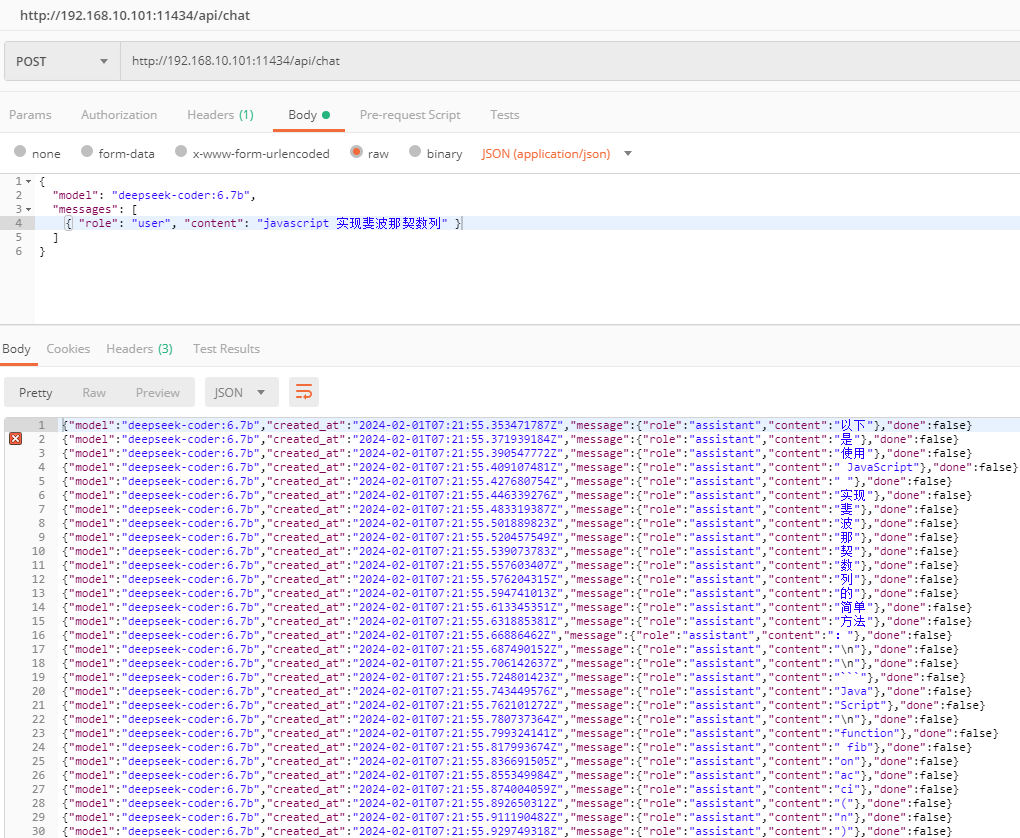 http://192.168.10.101:11434/api/chat
POST http://192.168.10.101:11434/api/chat
Params Authorization Headers (1) Body Pre-request Script Tests
none form-data x-www-form-urlencoded raw binary JSON (application/json)
1 {
2 "model": "deepseek-coder:6.7b",
3 "messages": [
4 { "role": "user", "content": "javascript 实现斐波那契数列" }
5 ]
6 }
Body Cookies Headers (3) Test Results
Pretty Raw Preview JSON
1 {"model":"deepseek-coder:6.7b","created_at":"2024-02-01T07:21:55.353471787Z","message":{"role":"assistant","content":"以下"},"done":false}
2 {"model":"deepseek-coder:6.7b","created_at":"2024-02-01T07:21:55.371939184Z","message":{"role":"assistant","content":"是"},"done":false}
3 {"model":"deepseek-coder:6.7b","created_at":"2024-02-01T07:21:55.390547772Z","message":{"role":"assistant","content":"使用"},"done":false}
4 {"model":"deepseek-coder:6.7b","created_at":"2024-02-01T07:21:55.409107481Z","message":{"role":"assistant","content":" JavaScript"},"done":false}
5 {"model":"deepseek-coder:6.7b","created_at":"2024-02-01T07:21:55.427680754Z","message":{"role":"assistant","content":" "},"done":false}
6 {"model":"deepseek-coder:6.7b","created_at":"2024-02-01T07:21:55.446339276Z","message":{"role":"assistant","content":"实现"},"done":false}
7 {"model":"deepseek-coder:6.7b","created_at":"2024-02-01T07:21:55.483319387Z","message":{"role":"assistant","content":"斐"},"done":false}
8 {"model":"deepseek-coder:6.7b","created_at":"2024-02-01T07:21:55.501889823Z","message":{"role":"assistant","content":"波"},"done":false}
9 {"model":"deepseek-coder:6.7b","created_at":"2024-02-01T07:21:55.520457549Z","message":{"role":"assistant","content":"那"},"done":false}
10 {"model":"deepseek-coder:6.7b","created_at":"2024-02-01T07:21:55.539073783Z","message":{"role":"assistant","content":"契"},"done":false}
11 {"model":"deepseek-coder:6.7b","created_at":"2024-02-01T07:21:55.557603407Z","message":{"role":"assistant","content":"数"},"done":false}
12 {"model":"deepseek-coder:6.7b","created_at":"2024-02-01T07:21:55.576204315Z","message":{"role":"assistant","content":"列"},"done":false}
13 {"model":"deepseek-coder:6.7b","created_at":"2024-02-01T07:21:55.594741013Z","message":{"role":"assistant","content":"的"},"done":false}
14 {"model":"deepseek-coder:6.7b","created_at":"2024-02-01T07:21:55.613345351Z","message":{"role":"assistant","content":"简单"},"done":false}
15 {"model":"deepseek-coder:6.7b","created_at":"2024-02-01T07:21:55.631885381Z","message":{"role":"assistant","content":"方法"},"done":false}
16 {"model":"deepseek-coder:6.7b","created_at":"2024-02-01T07:21:55.66886462Z","message":{"role":"assistant","content":"："},"done":false}
17 {"model":"deepseek-coder:6.7b","created_at":"2024-02-01T07:21:55.687490152Z","message":{"role":"assistant","content":"\n"},"done":false}
18 {"model":"deepseek-coder:6.7b","created_at":"2024-02-01T07:21:55.706142637Z","message":{"role":"assistant","content":"\n"},"done":false}
19 {"model":"deepseek-coder:6.7b","created_at":"2024-02-01T07:21:55.724801423Z","message":{"role":"assistant","content":"```"},"done":false}
20 {"model":"deepseek-coder:6.7b","created_at":"2024-02-01T07:21:55.743449576Z","message":{"role":"assistant","content":"Java"},"done":false}
21 {"model":"deepseek-coder:6.7b","created_at":"2024-02-01T07:21:55.762101272Z","message":{"role":"assistant","content":"Script"},"done":false}
22 {"model":"deepseek-coder:6.7b","created_at":"2024-02-01T07:21:55.780737364Z","message":{"role":"assistant","content":"\n"},"done":false}
23 {"model":"deepseek-coder:6.7b","created_at":"2024-02-01T07:21:55.799324141Z","message":{"role":"assistant","content":"function"},"done":false}
24 {"model":"deepseek-coder:6.7b","created_at":"2024-02-01T07:21:55.817993674Z","message":{"role":"assistant","content":" fib"},"done":false}
25 {"model":"deepseek-coder:6.7b","created_at":"2024-02-01T07:21:55.836691505Z","message":{"role":"assistant","content":"on"},"done":false}
26 {"model":"deepseek-coder:6.7b","created_at":"2024-02-01T07:21:55.855349984Z","message":{"role":"assistant","content":"ac"},"done":false}
27 {"model":"deepseek-coder:6.7b","created_at":"2024-02-01T07:21:55.874004059Z","message":{"role":"assistant","content":"ci"},"done":false}
28 {"model":"deepseek-coder:6.7b","created_at":"2024-02-01T07:21:55.892650312Z","message":{"role":"assistant","content":"("},"done":false}
29 {"model":"deepseek-coder:6.7b","created_at":"2024-02-01T07:21:55.911190482Z","message":{"role":"assistant","content":"n"},"done":false}
30 {"model":"deepseek-coder:6.7b","created_at":"2024-02-01T07:21:55.929749318Z","message":{"role":"assistant","content":")"},"done":false}